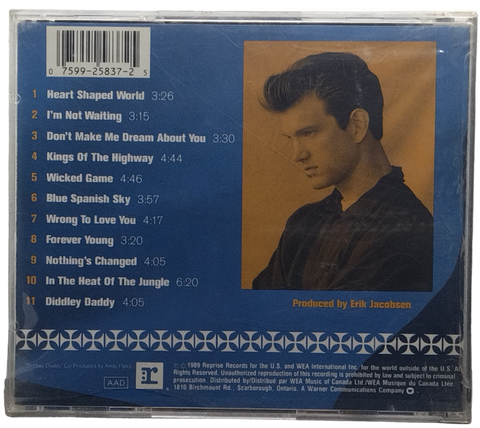 0 7599-25837-2 5
1 Heart Shaped World 3:26
2 I'm Not Waiting 3:15
3 Don't Make Me Dream About You 3:30
4 Kings Of The Highway 4:44
5 Wicked Game 4:46
6 Blue Spanish Sky 3:57
7 Wrong To Love You 4:17
8 Forever Young 3:20
9 Nothing's Changed 4:05
10 In The Heat Of The Jungle 6:20
11 Diddley Daddy 4:05
Produced by Erik Jacobsen
Diddley Daddy: Co-Produced by
AAD
r
℗ © 1989 Reprise Records for the U.S. and WEA International Inc. for the world outside of the U.S. All
Rights Reserved. Unauthorized reproduction of this recording is prohibited by law and subject to criminal
prosecution. Distributed by/Distribué par WEA Music of Canada Ltd./WEA Musique du Canada Ltée,
1810 Birchmount Rd., Scarborough, Ontario. A Warner Communications Company